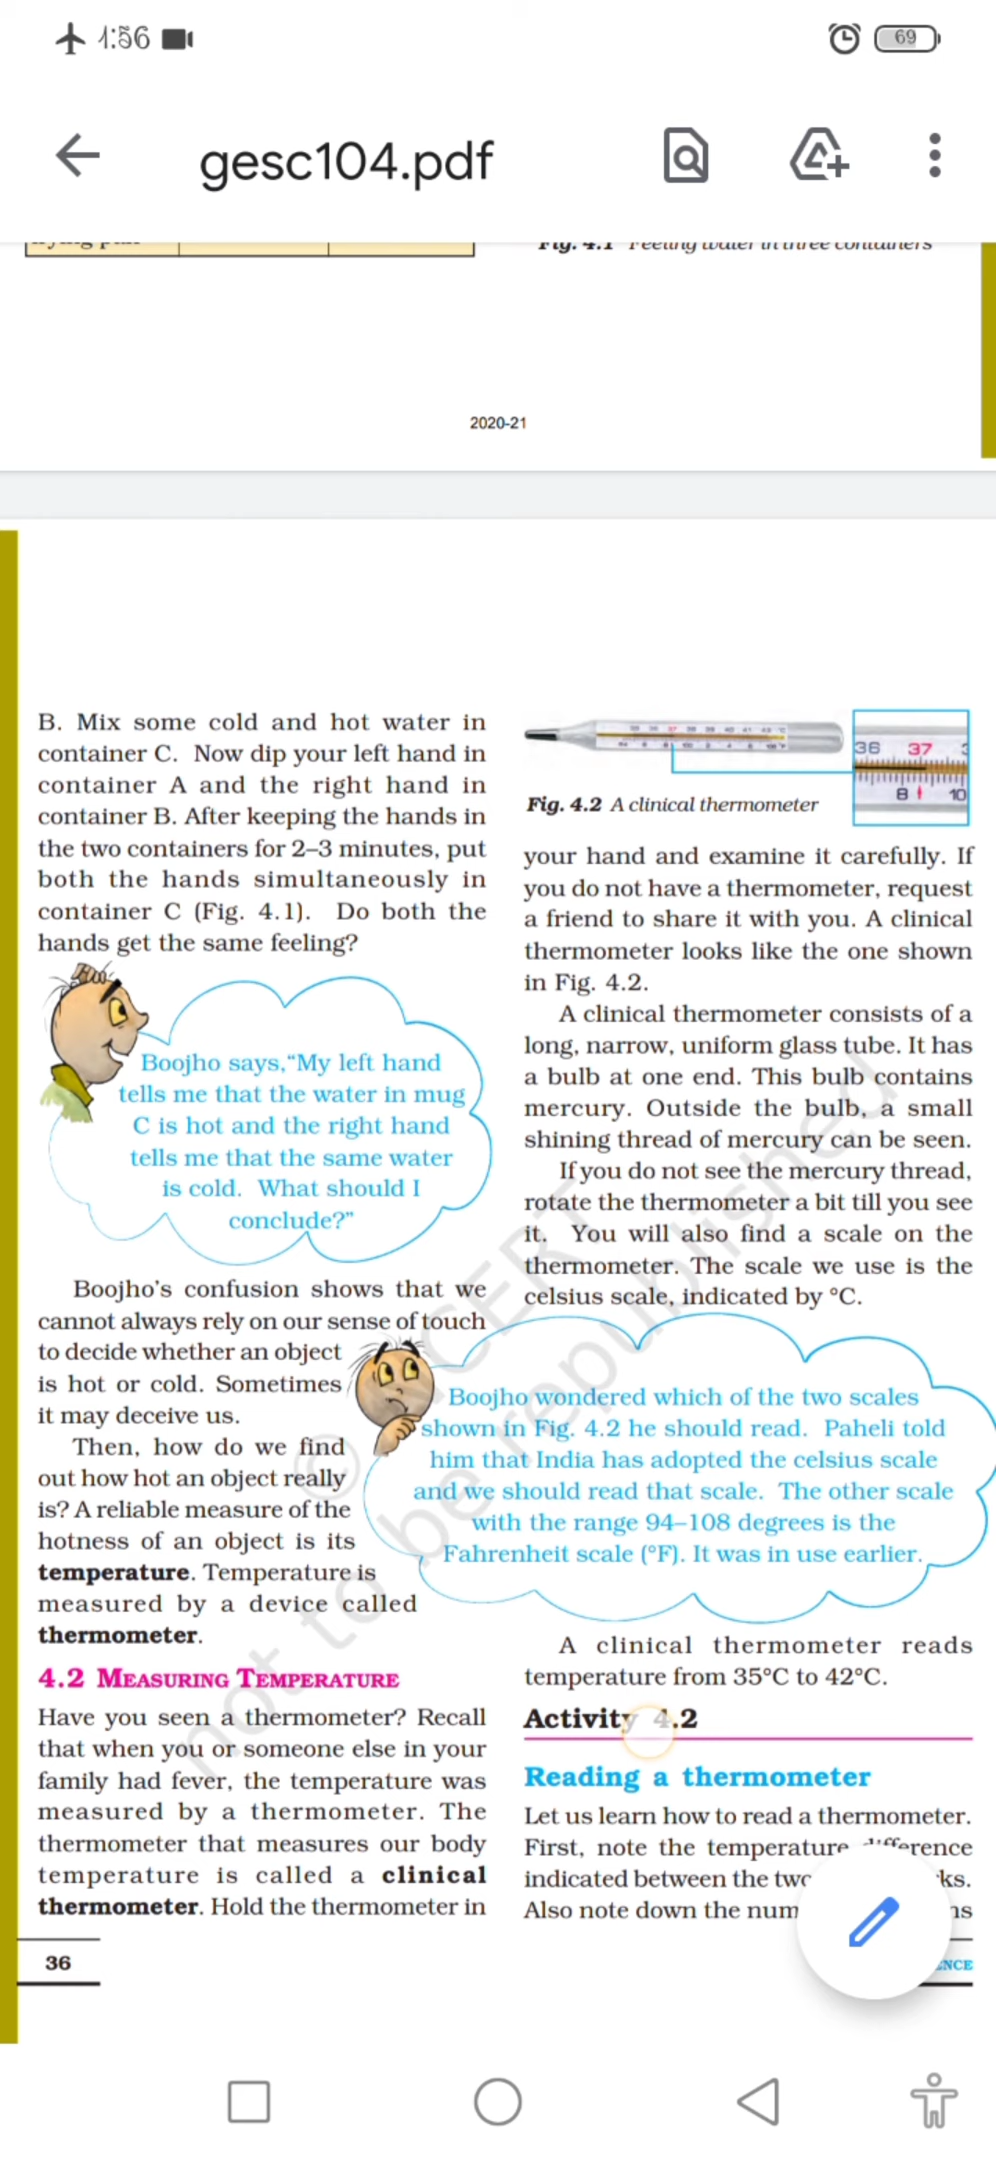 1:56
69
gesc104.pdf
Fig. 4.1 Feeling water in three containers
2020-21
B. Mix some cold and hot water in
container C. Now dip your left hand in
container A and the right hand in
container B. After keeping the hands in
the two containers for 2–3 minutes, put
both the hands simultaneously in
container C (Fig. 4.1). Do both the
hands get the same feeling?
Boojho says,“My left hand
tells me that the water in mug
C is hot and the right hand
tells me that the same water
is cold. What should I
conclude?”
Boojho’s confusion shows that we
cannot always rely on our sense of touch
to decide whether an object
is hot or cold. Sometimes
it may deceive us.
Then, how do we find
out how hot an object really
is? A reliable measure of the
hotness of an object is its
temperature. Temperature is
measured by a device called
thermometer.
4.2 MEASURING TEMPERATURE
Have you seen a thermometer? Recall
that when you or someone else in your
family had fever, the temperature was
measured by a thermometer. The
thermometer that measures our body
temperature is called a clinical
thermometer. Hold the thermometer in
36
36 37
8 10
Fig. 4.2 A clinical thermometer
your hand and examine it carefully. If
you do not have a thermometer, request
a friend to share it with you. A clinical
thermometer looks like the one shown
in Fig. 4.2.
A clinical thermometer consists of a
long, narrow, uniform glass tube. It has
a bulb at one end. This bulb contains
mercury. Outside the bulb, a small
shining thread of mercury can be seen.
If you do not see the mercury thread,
rotate the thermometer a bit till you see
it. You will also find a scale on the
thermometer. The scale we use is the
celsius scale, indicated by °C.
Boojho wondered which of the two scales
shown in Fig. 4.2 he should read. Paheli told
him that India has adopted the celsius scale
and we should read that scale. The other scale
with the range 94–108 degrees is the
Fahrenheit scale (°F). It was in use earlier.
A clinical thermometer reads
temperature from 35°C to 42°C.
Activity 4.2
Reading a thermometer
Let us learn how to read a thermometer.
First, note the temperature difference
indicated between the two
Also note down the num
© NCERT
not to be republished